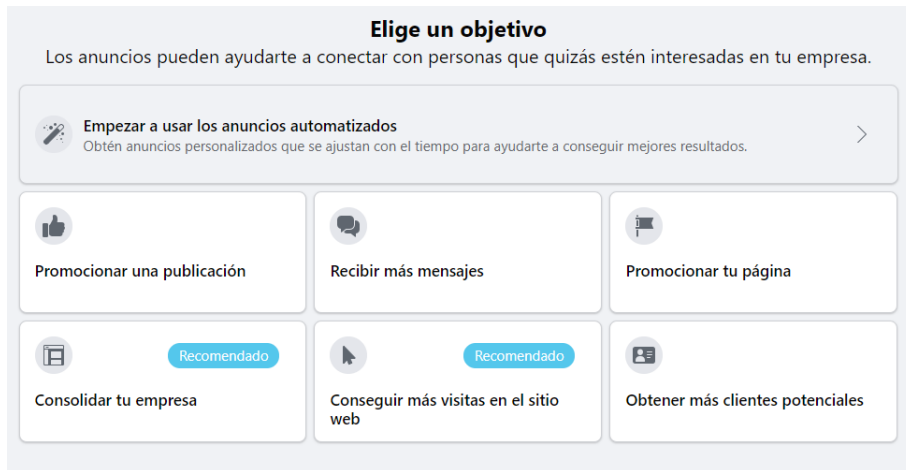 Elige un objetivo
Los anuncios pueden ayudarte a conectar con personas que quizás estén interesadas en tu empresa.
Empezar a usar los anuncios automatizados
Obtén anuncios personalizados que se ajustan con el tiempo para ayudarte a conseguir mejores resultados.
Promocionar una publicación
Recibir más mensajes
Promocionar tu página
Recomendado
Consolidar tu empresa
Recomendado
Conseguir más visitas en el sitio
web
Obtener más clientes potenciales